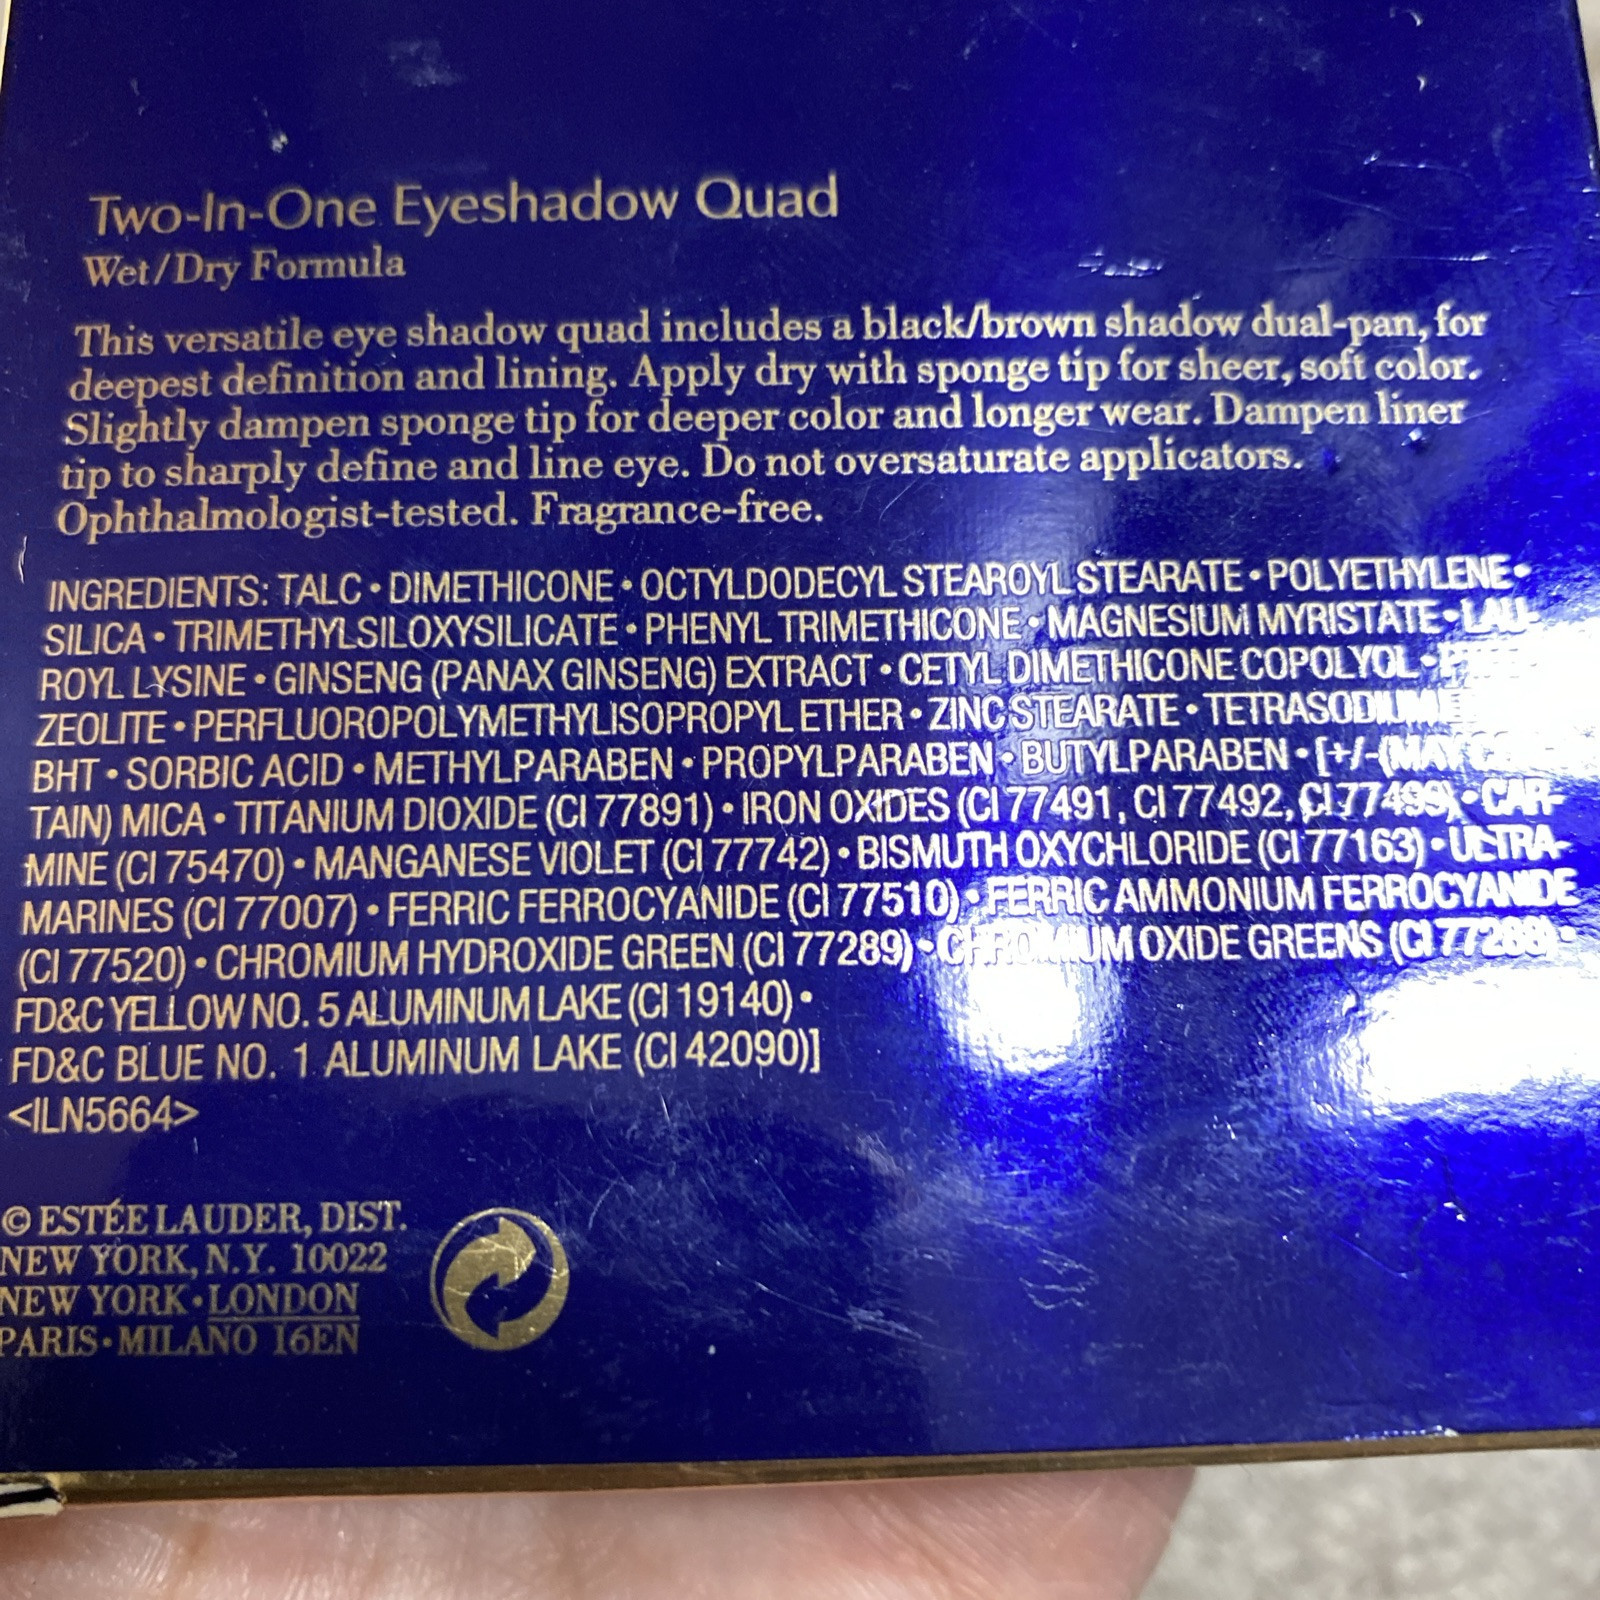 Two-In-One Eyeshadow Quad
Wet/Dry Formula
This versatile eye shadow quad includes a black/brown shadow dual-pan, for
deepest definition and lining. Apply dry with sponge tip for sheer, soft color.
Slightly dampen sponge tip for deeper color and longer wear. Dampen liner
tip to sharply define and line eye. Do not oversaturate applicators.
Ophthalmologist-tested. Fragrance-free.
INGREDIENTS: TALC • DIMETHICONE • OCTYLDODECYL STEAROYL STEARATE • POLYETHYLENE •
SILICA • TRIMETHYLSILOXYSILICATE • PHENYL TRIMETHICONE • MAGNESIUM MYRISTATE • LAU-
ROYL LYSINE • GINSENG (PANAX GINSENG) EXTRACT • CETYL DIMETHICONE COPOLYOL •
ZEOLITE • PERFLUOROPOLYMETHYLISOPROPYL ETHER • ZINC STEARATE • TETRASODIUM
BHT • SORBIC ACID • METHYLPARABEN • PROPYLPARABEN • BUTYLPARABEN • [+/-(MAY
TAIN) MICA • TITANIUM DIOXIDE (CI 77891) • IRON OXIDES (CI 77491, CI 77492, CI 77499) • CAR-
MINE (CI 75470) • MANGANESE VIOLET (CI 77742) • BISMUTH OXYCHLORIDE (CI 77163) • ULTRA-
MARINES (CI 77007) • FERRIC FERROCYANIDE (CI 77510) • FERRIC AMMONIUM FERROCYANIDE
(CI 77520) • CHROMIUM HYDROXIDE GREEN (CI 77289) • CHROMIUM OXIDE GREENS (CI 77288) •
FD&C YELLOW NO. 5 ALUMINUM LAKE (CI 19140) •
FD&C BLUE NO. 1 ALUMINUM LAKE (CI 42090)]
<ILN5664>
© ESTÉE LAUDER, DIST.
NEW YORK, N.Y. 10022
NEW YORK • LONDON
PARIS • MILANO 16EN